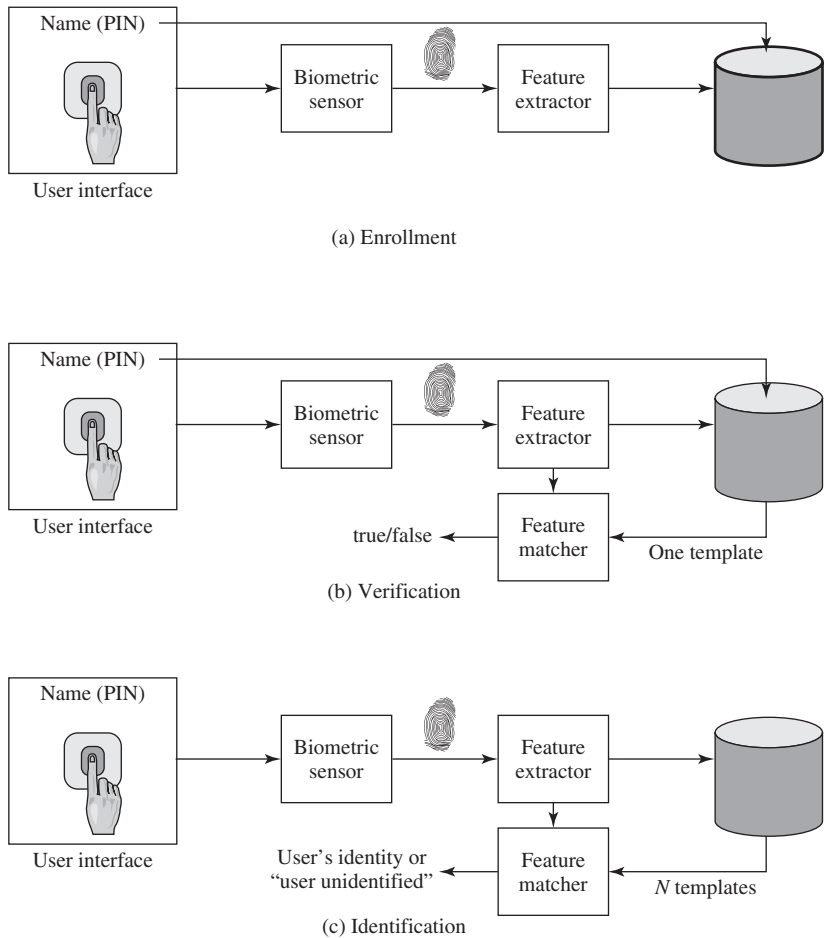 Name (PIN)
Biometric
sensor
Feature
extractor
User interface
(a) Enrollment
Name (PIN)
Biometric
sensor
Feature
extractor
User interface
true/false
Feature
matcher
One template
(b) Verification
Name (PIN)
Biometric
sensor
Feature
extractor
User interface
User's identity or
“user unidentified”
Feature
matcher
N templates
(c) Identification